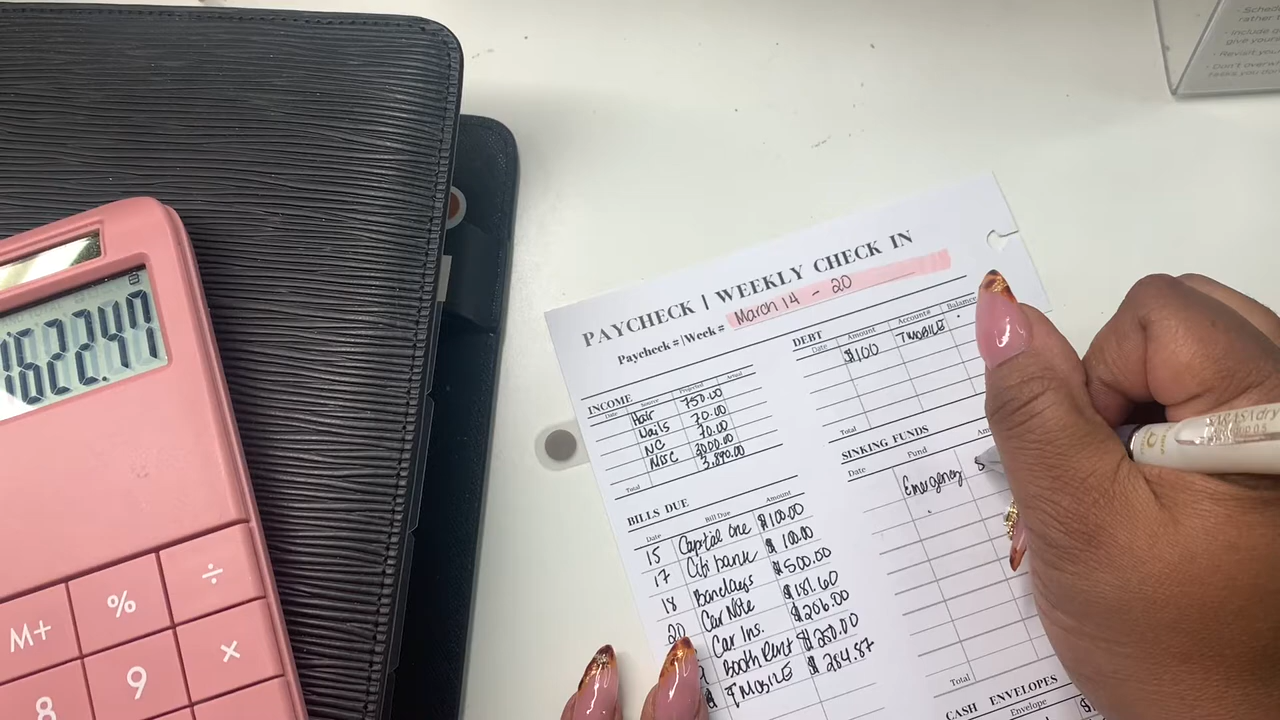 PAYCHECK | WEEKLY CHECK IN
Paycheck = |Week = March 14 - 20
INCOME
Date Source Projected Actual
Hair 750.00
Nails 70.00
NC 70.00
MISC 3000.00
Total 3,890.00
BILLS DUE
Date Bill Due Amount
15 Capital One $100.00
17 Citi bank $ 100.00
18 Barclays $500.00
20 Car Note $181.60
Car Ins. $206.00
Booth Rent $250.00
TMOBILE $ 284.87
DEBT
Date Amount Account# Balance
$100 TMOBILE
Total
SINKING FUNDS
Date Fund
Emergency
Total
CASH ENVELOPES
Envelope
1622.47
M+ % ÷
8 9 ×
rather